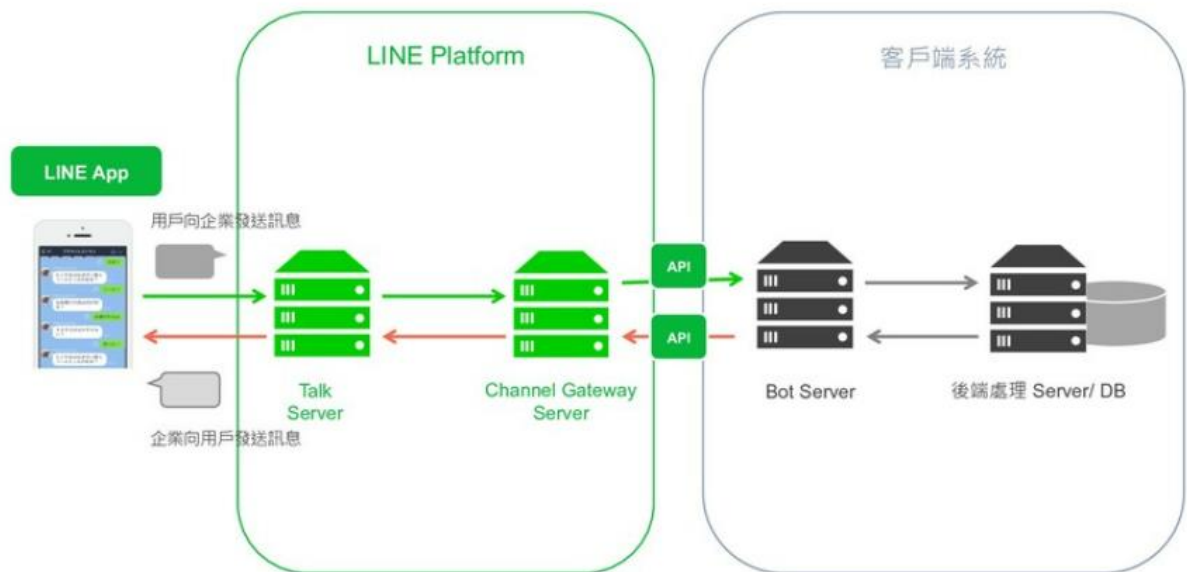 LINE Platform
客戶端系統
LINE App
用戶向企業發送訊息
API
API
Talk
Server
Channel Gateway
Server
Bot Server
後端處理 Server/ DB
企業向用戶發送訊息